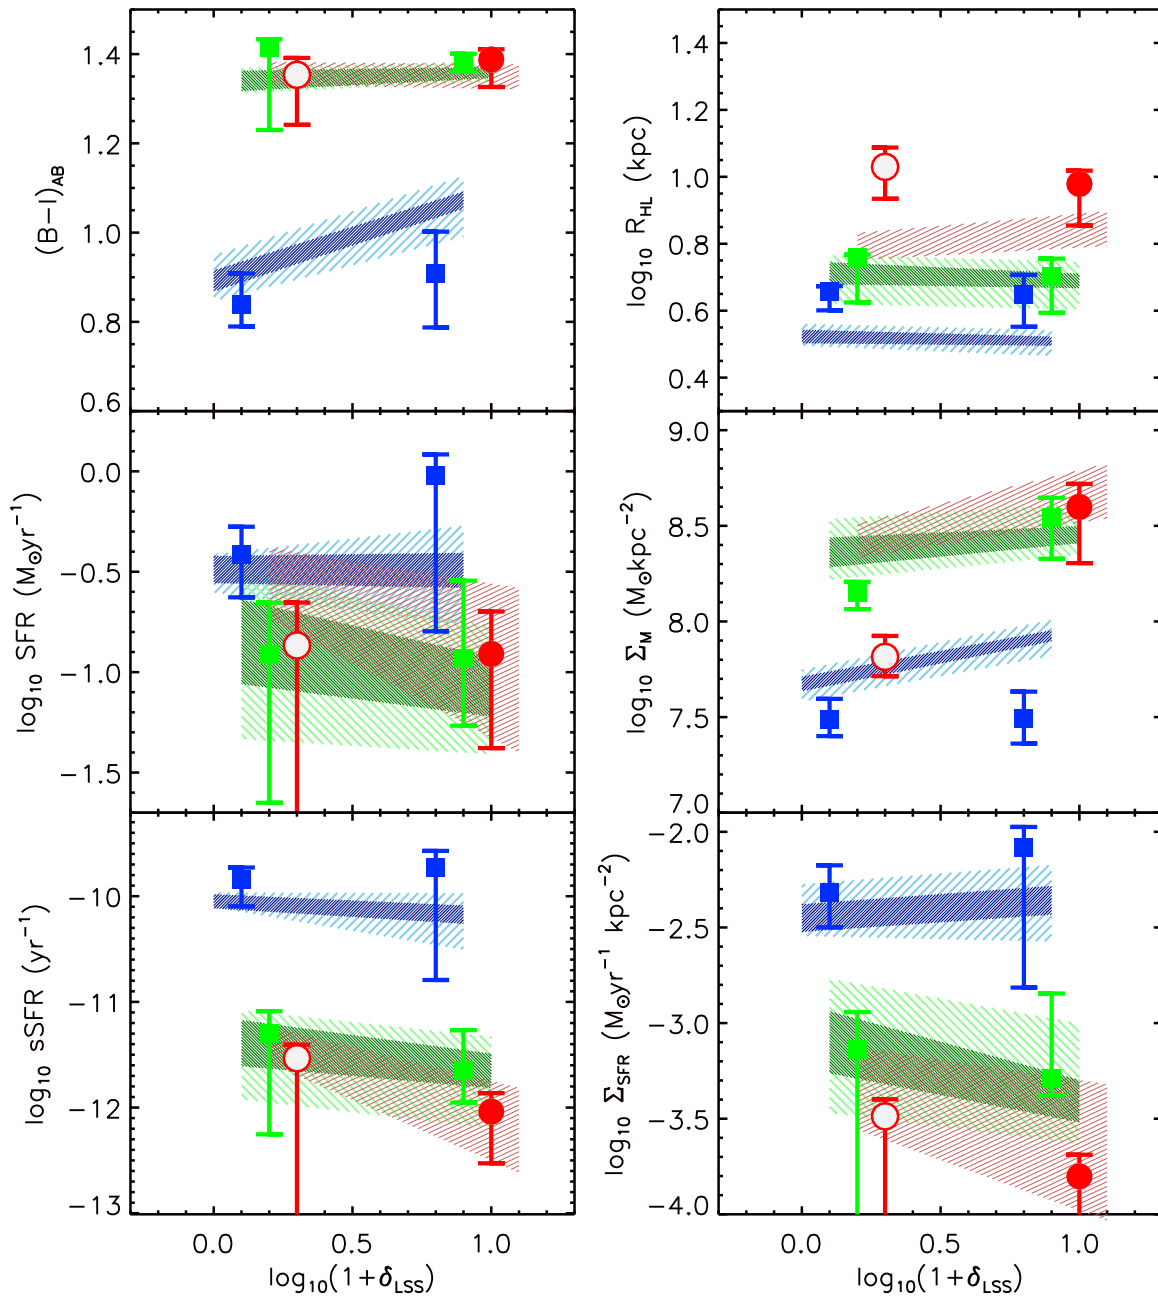 1.4
1.2
1.0
0.8
0.6
(B−I)AB
1.4
1.2
1.0
0.8
0.6
0.4
log10 RHL (kpc)
0.0
−0.5
−1.0
−1.5
log10 SFR (M⊙yr−1)
9.0
8.5
8.0
7.5
7.0
log10 ΣM (M⊙kpc−2)
−10
−11
−12
−13
log10 sSFR (yr−1)
−2.0
−2.5
−3.0
−3.5
−4.0
log10 ΣSFR (M⊙yr−1 kpc−2)
0.0 0.5 1.0
log10(1+δLSS)
0.0 0.5 1.0
log10(1+δLSS)